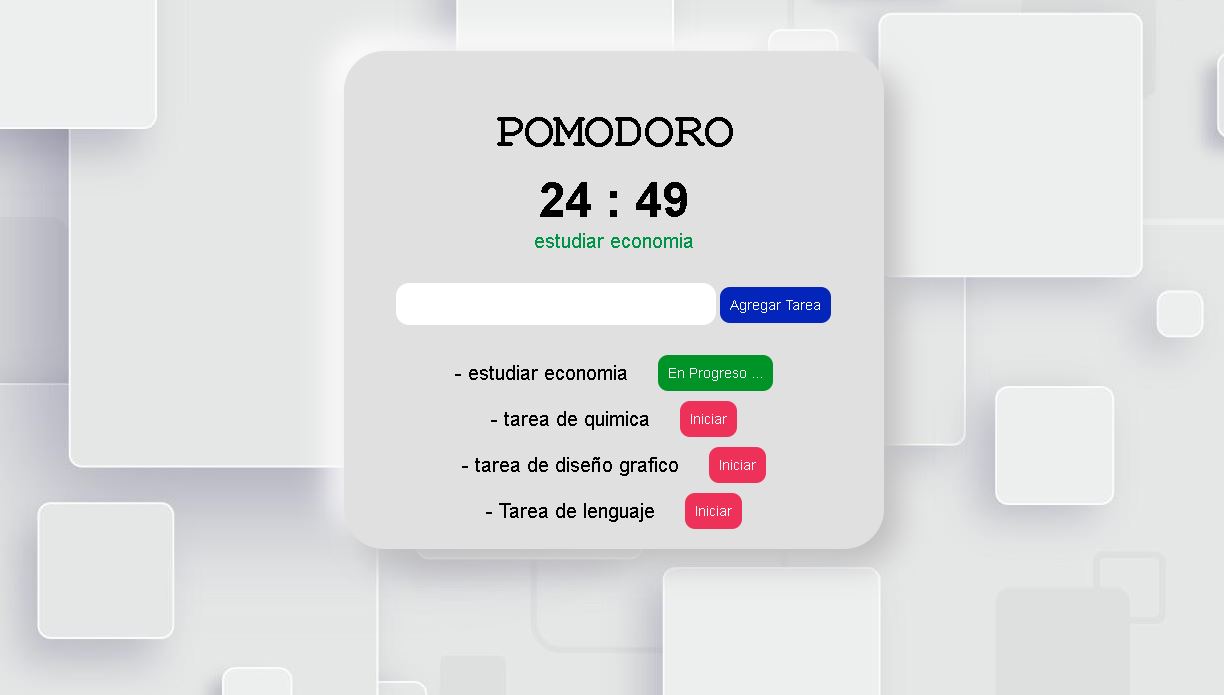 POMODORO
24 : 49
estudiar economia
Agregar Tarea
- estudiar economia En Progreso ...
- tarea de quimica Iniciar
- tarea de diseño grafico Iniciar
- Tarea de lenguaje Iniciar